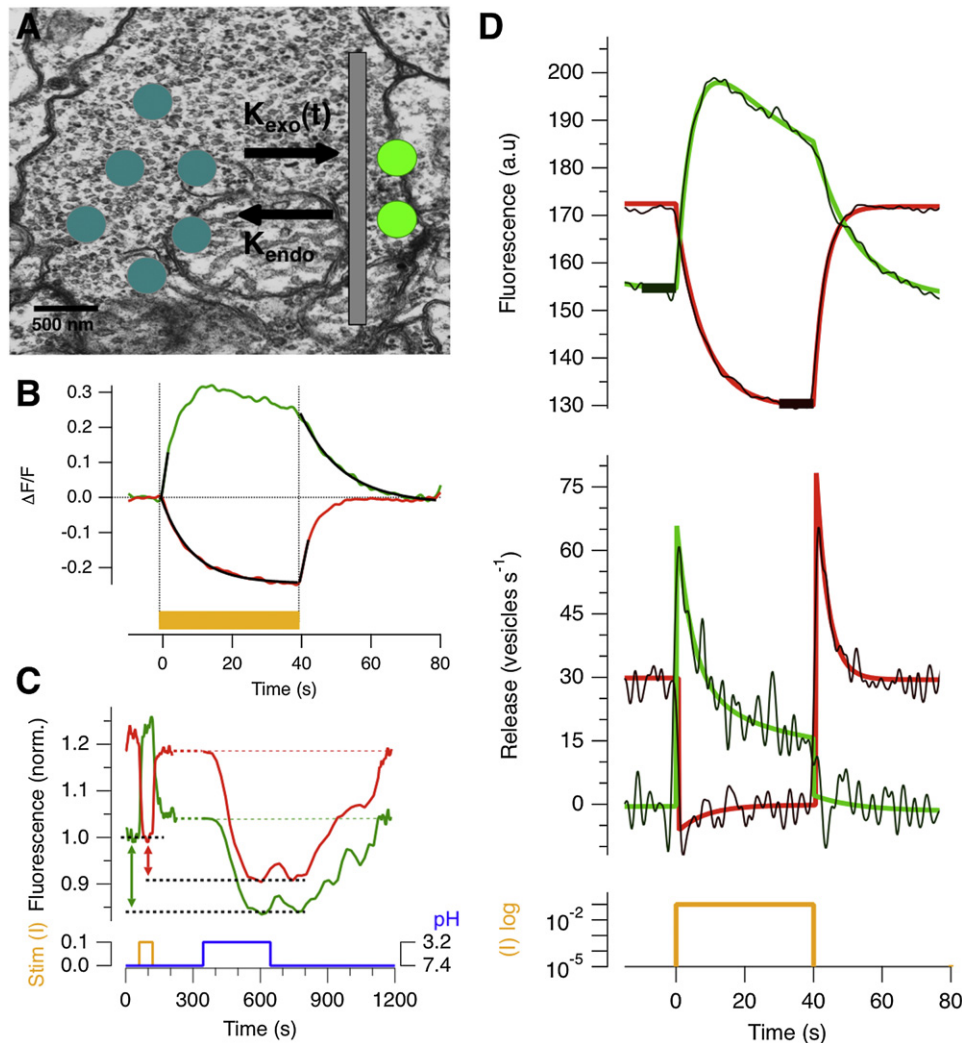 A
K_exo(t)
K_endo
500 nm
B
ΔF/F
0.3
0.2
0.1
0.0
-0.1
-0.2
0 20 40 60 80
Time (s)
C
Fluorescence (norm.)
1.2
1.1
1.0
0.9
Stim (I)
0.1
0.0
pH
3.2
7.4
0 300 600 900 1200
Time (s)
D
Fluorescence (a.u)
200
190
180
170
160
150
140
130
Release (vesicles s⁻¹)
75
60
45
30
15
0
(I) log
10⁻²
10⁻⁵
0 20 40 60 80
Time (s)